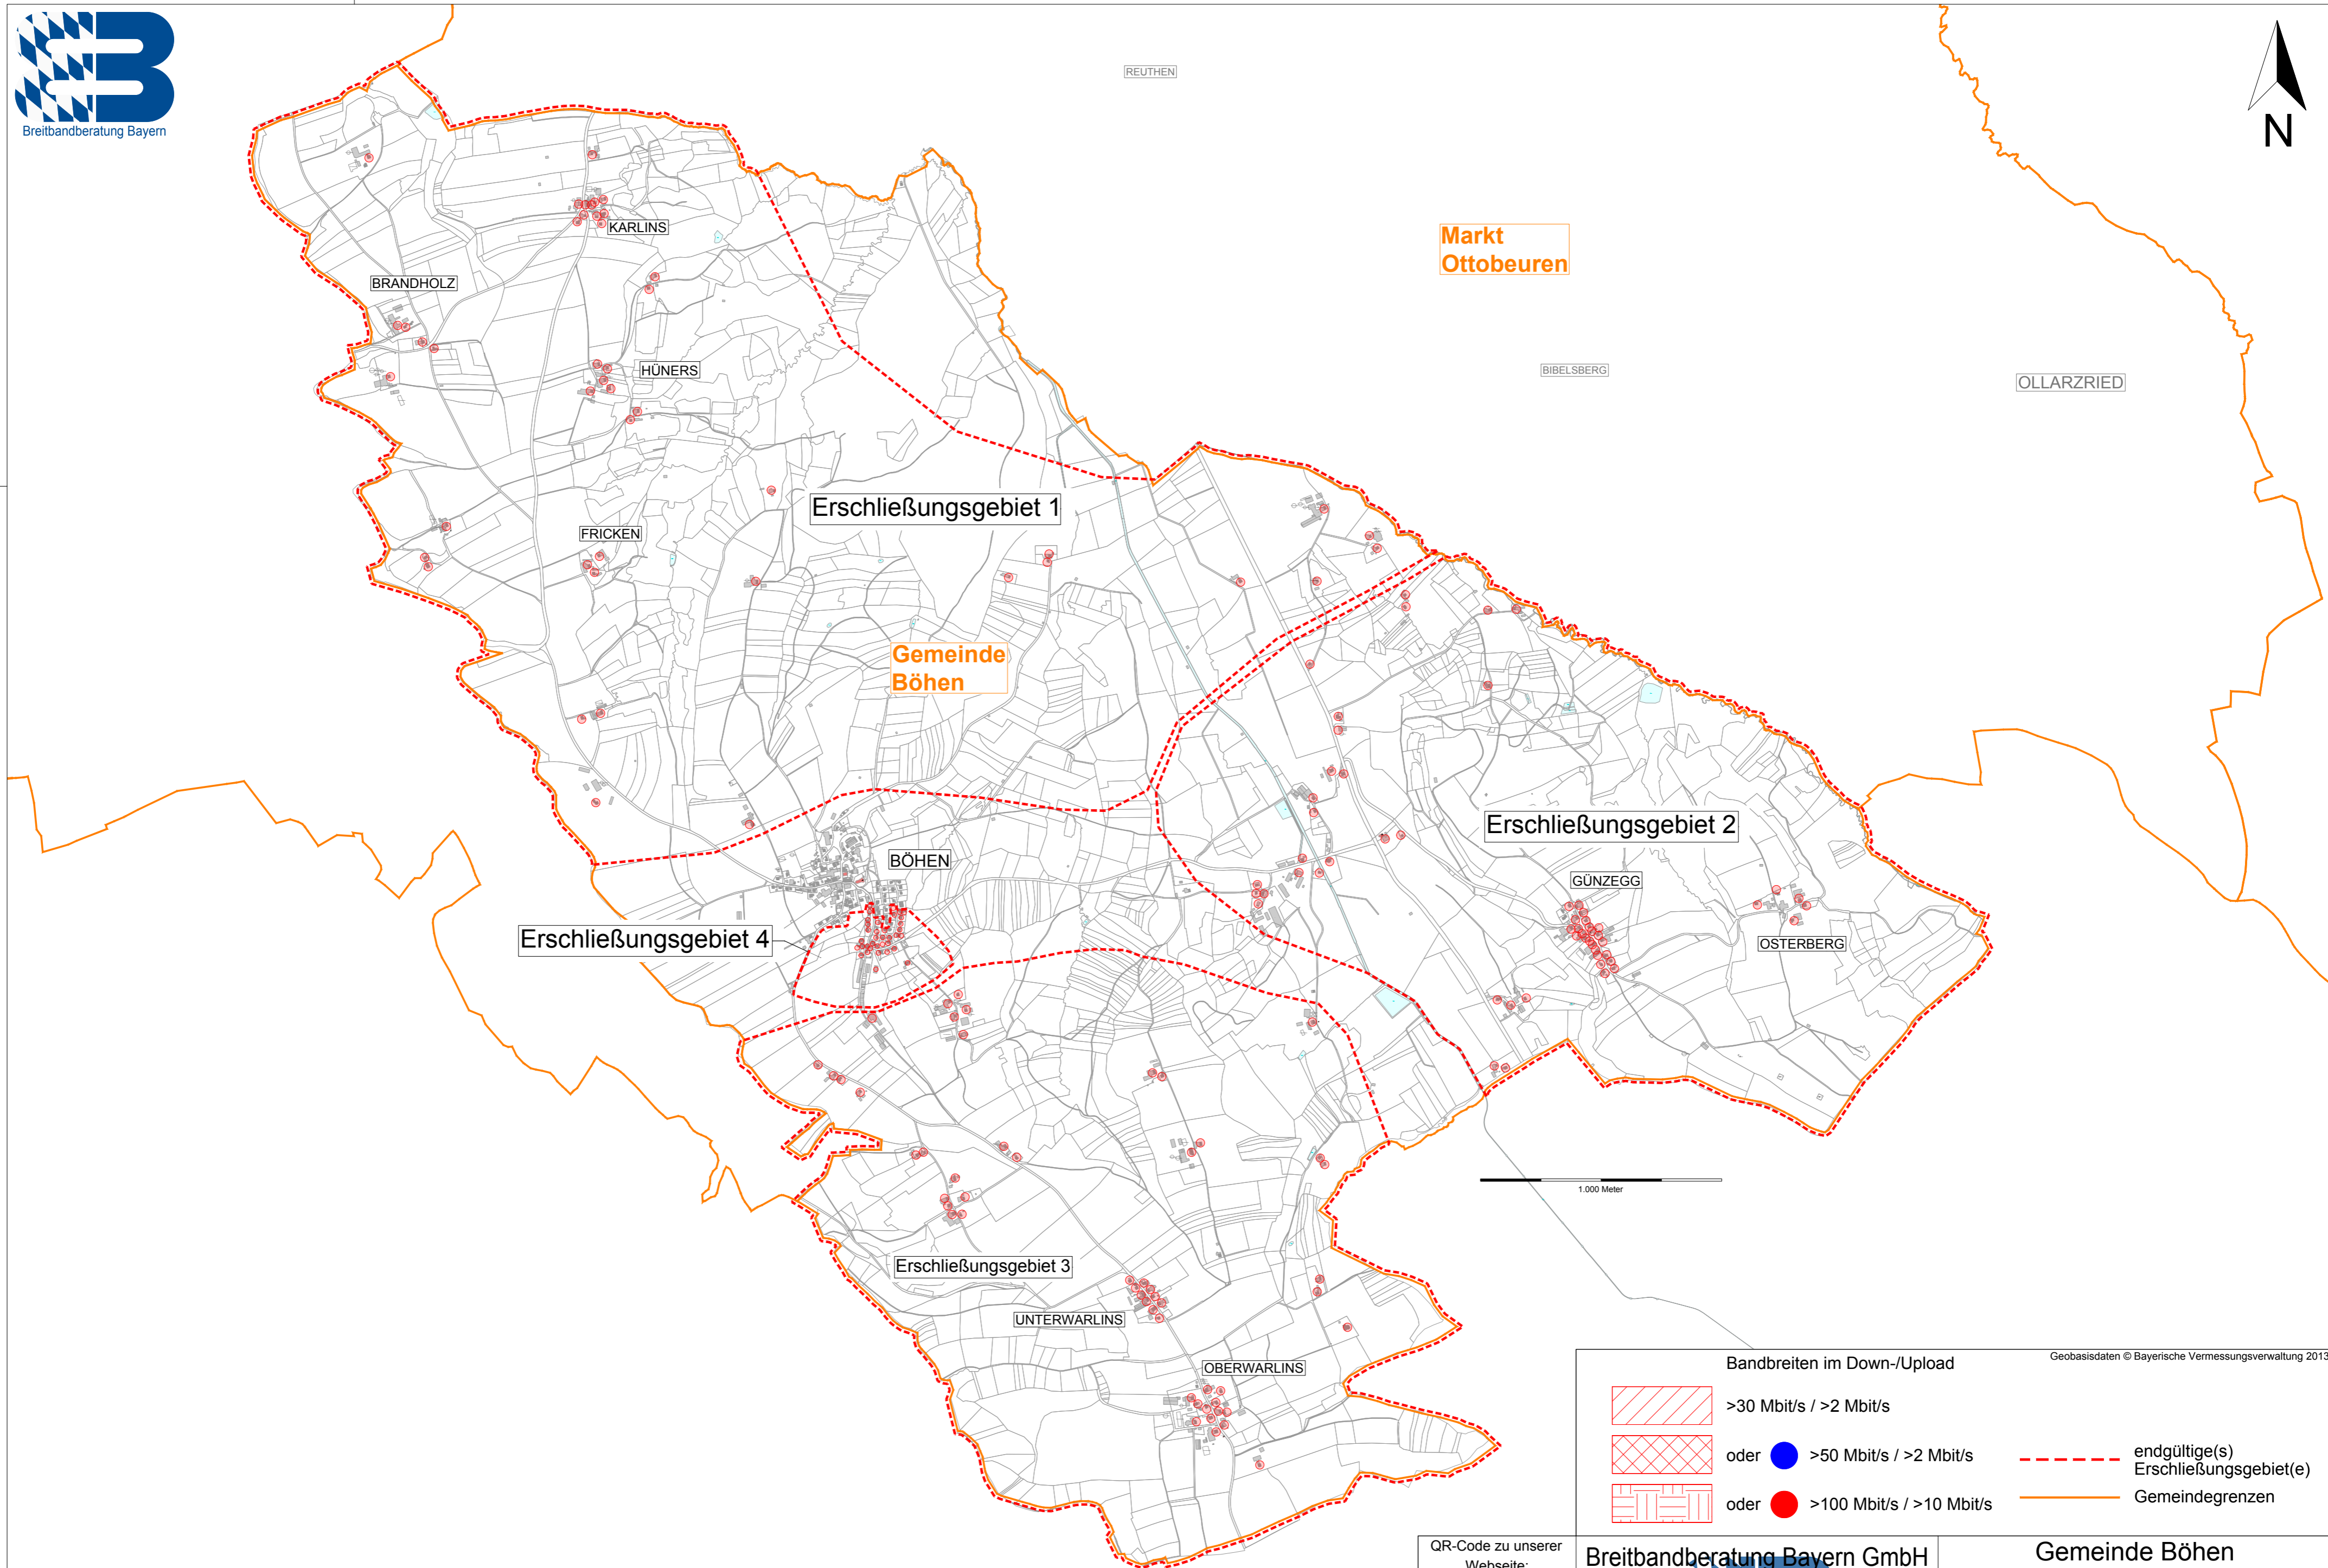 Breitbandberatung Bayern
REUTHEN
N
KARLINS
Markt
Ottobeuren
BRANDHOLZ
HÜNERS
BIBELSBERG
OLLARZRIED
Erschließungsgebiet 1
FRICKEN
Gemeinde
Böhen
Erschließungsgebiet 2
BÖHEN
GÜNZEGG
Erschließungsgebiet 4
OSTERBERG
1.000 Meter
Erschließungsgebiet 3
UNTERWARLINS
OBERWARLINS
Bandbreiten im Down-/Upload
Geobasisdaten © Bayerische Vermessungsverwaltung 2013
>30 Mbit/s / >2 Mbit/s
oder >50 Mbit/s / >2 Mbit/s
endgültige(s)
Erschließungsgebiet(e)
oder >100 Mbit/s / >10 Mbit/s
Gemeindegrenzen
QR-Code zu unserer
Webseite:
Breitbandberatung Bayern GmbH
Gemeinde Böhen